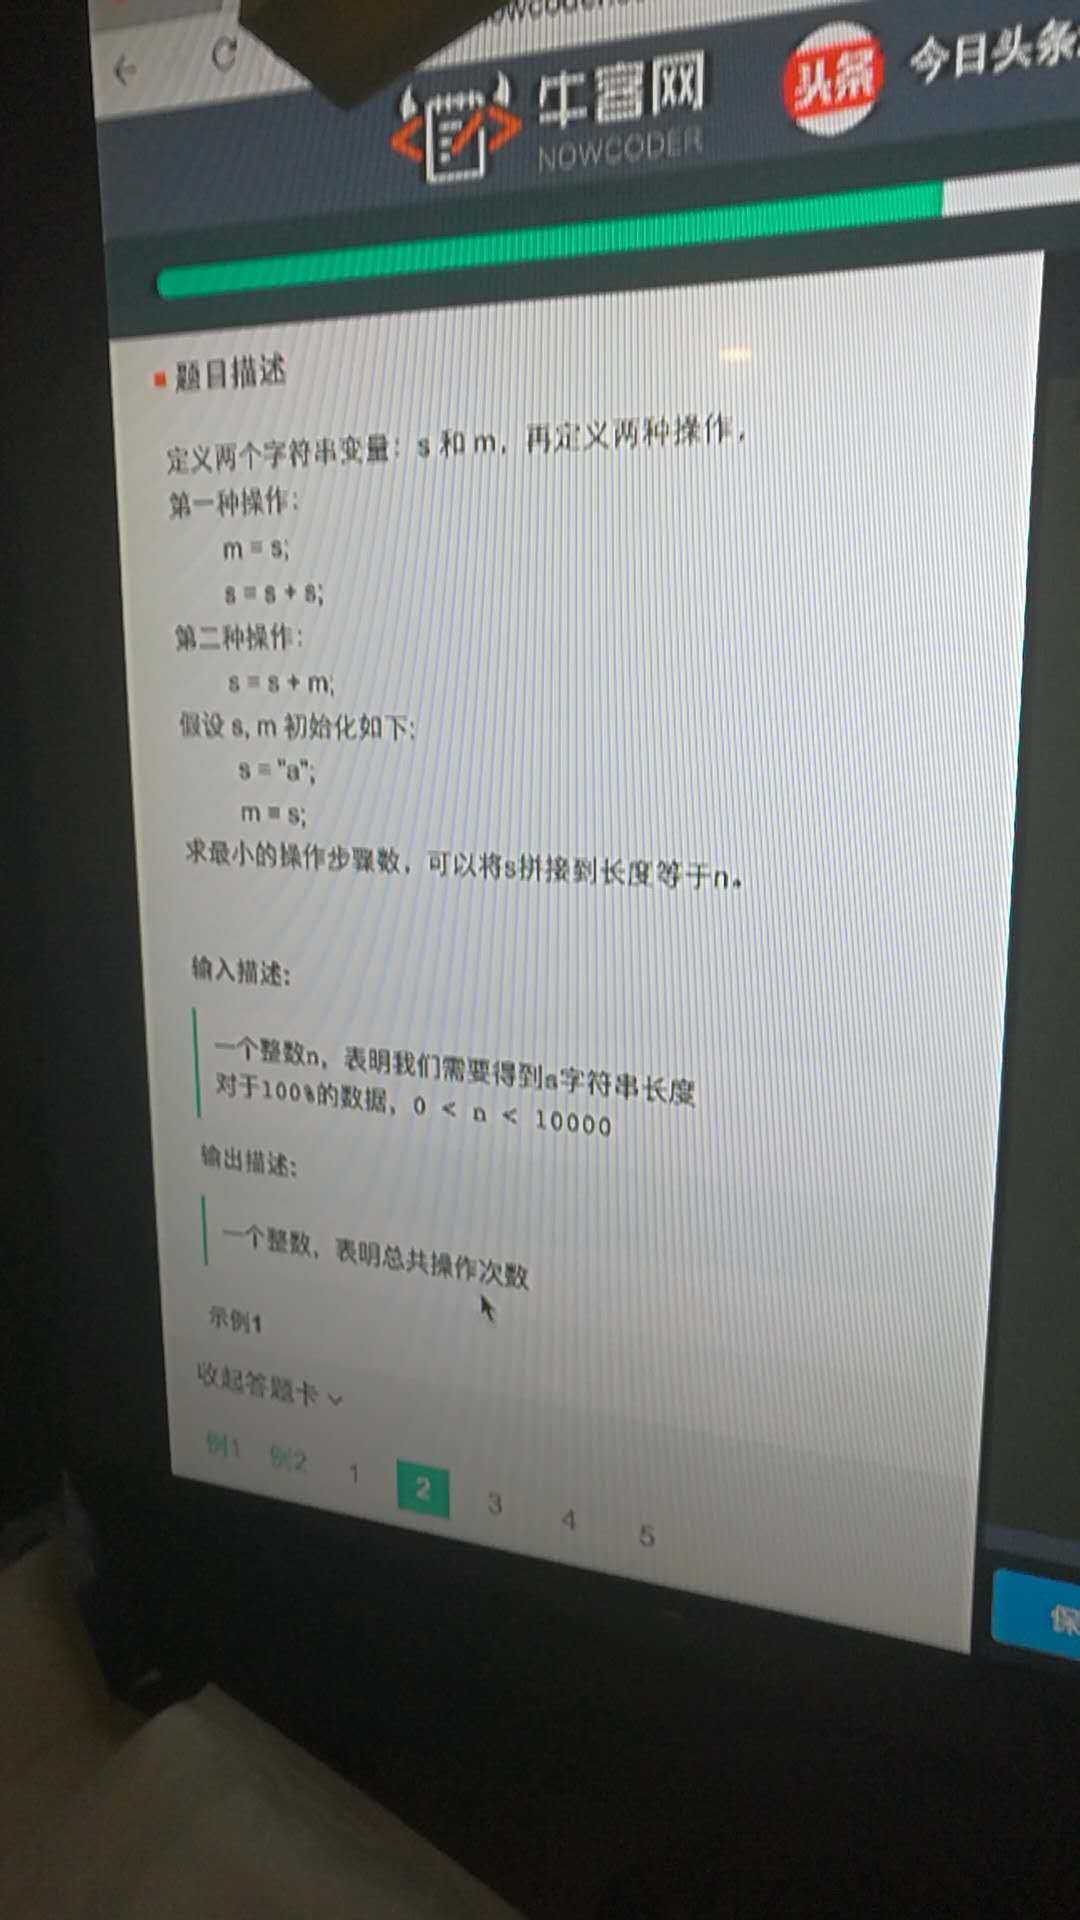 牛客网
NOWCODER
头条
今日头条
题目描述
定义两个字符串变量：s 和 m，再定义两种操作，
第一种操作：
m = s;
s = s + s;
第二种操作：
s = s + m;
假设 s, m 初始化如下:
s = "a";
m = s;
求最小的操作步骤数，可以将s拼接到长度等于n。
输入描述:
一个整数n，表明我们需要得到s字符串长度
对于100%的数据，0 < n < 10000
输出描述:
一个整数，表明总共操作次数
示例1
收起答题卡
例1 例2 1 2 3 4 5
保